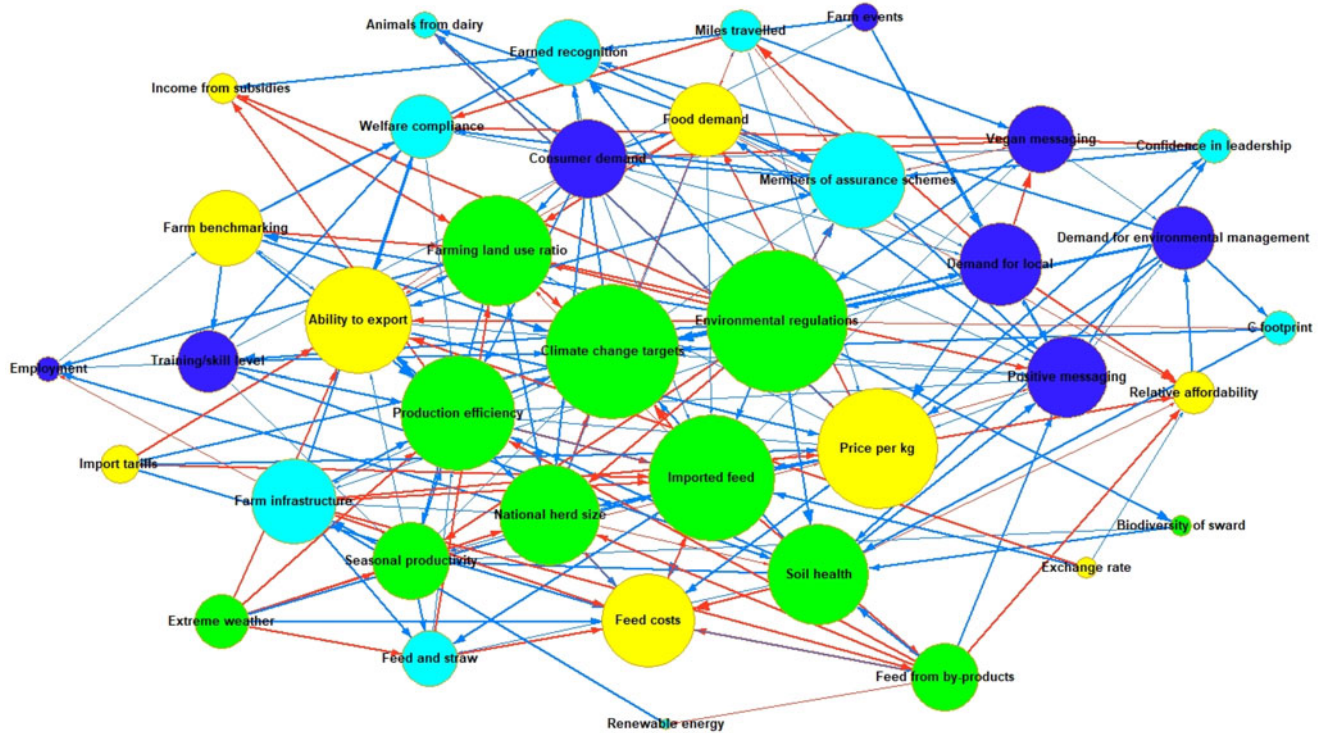 Animals from dairy
Farm events
Miles travelled
Earned recognition
Income from subsidies
Food demand
Welfare compliance
Vegan messaging
Confidence in leadership
Consumer demand
Members of assurance schemes
Farm benchmarking
Demand for environmental management
Farming land use ratio
Demand for local
Ability to export
Environmental regulations
C footprint
Climate change targets
Training/skill level
Employment
Positive messaging
Relative affordability
Production efficiency
Price per kg
Import tariffs
Imported feed
Farm infrastructure
National herd size
Biodiversity of sward
Seasonal productivity
Exchange rate
Soil health
Extreme weather
Feed costs
Feed and straw
Feed from by-products
Renewable energy